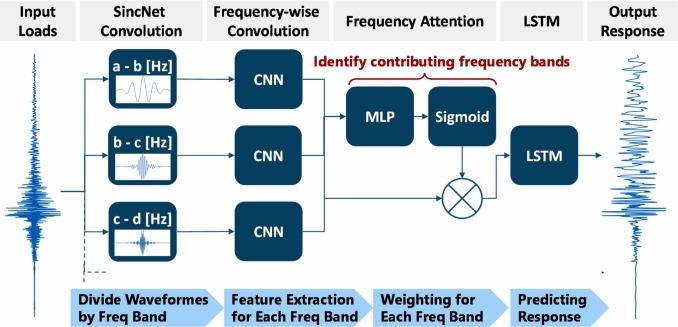 Input
Loads
SincNet
Convolution
Frequency-wise
Convolution
Frequency Attention
LSTM
Output
Response
Identify contributing frequency bands
a - b [Hz]
CNN
MLP
Sigmoid
b - c [Hz]
CNN
LSTM
c - d [Hz]
CNN
Divide Waveformes
by Freq Band
Feature Extraction
for Each Freq Band
Weighting for
Each Freq Band
Predicting
Response